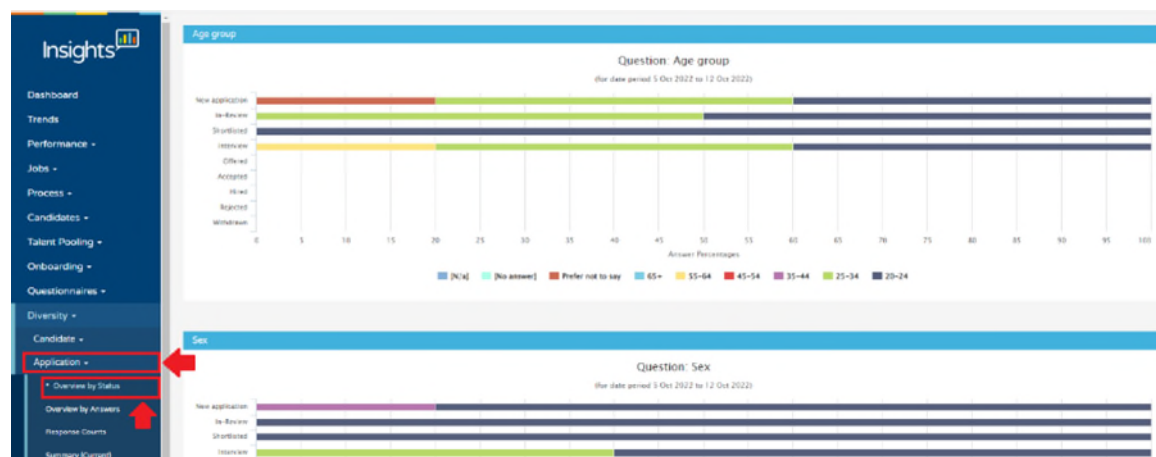 Insights
Dashboard
Trends
Performance
Jobs
Process
Candidates
Talent Pooling
Onboarding
Questionnaires
Diversity
Candidate
Application
Overview by Status
Overview by Answers
Response Counts
Summary [Current]
Age group
Question: Age group
(for date period 5 Oct 2022 to 12 Oct 2022)
New application
In-Review
Shortlisted
Interview
Offered
Accepted
Hired
Rejected
Withdrawn
0 5 10 15 20 25 30 35 40 45 50 55 60 65 70 75 80 85 90 95 100
Answer Percentages
[N/a] [No answer] Prefer not to say 65+ 55-64 45-54 35-44 25-34 20-24
Sex
Question: Sex
(for date period 5 Oct 2022 to 12 Oct 2022)
New application
In-Review
Shortlisted
Interview